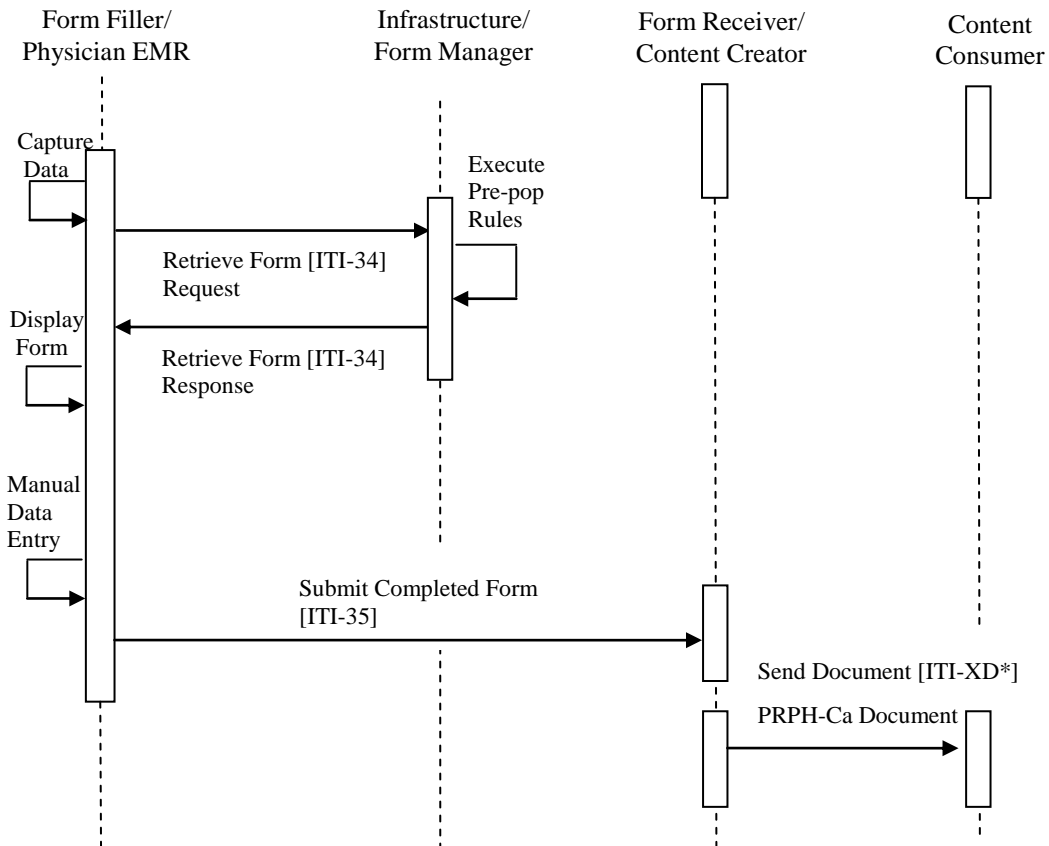 Form Filler/
Physician EMR
Infrastructure/
Form Manager
Form Receiver/
Content Creator
Content
Consumer
Capture
Data
Execute
Pre-pop
Rules
Retrieve Form [ITI-34]
Request
Display
Form
Retrieve Form [ITI-34]
Response
Manual
Data
Entry
Submit Completed Form
[ITI-35]
Send Document [ITI-XD*]
PRPH-Ca Document